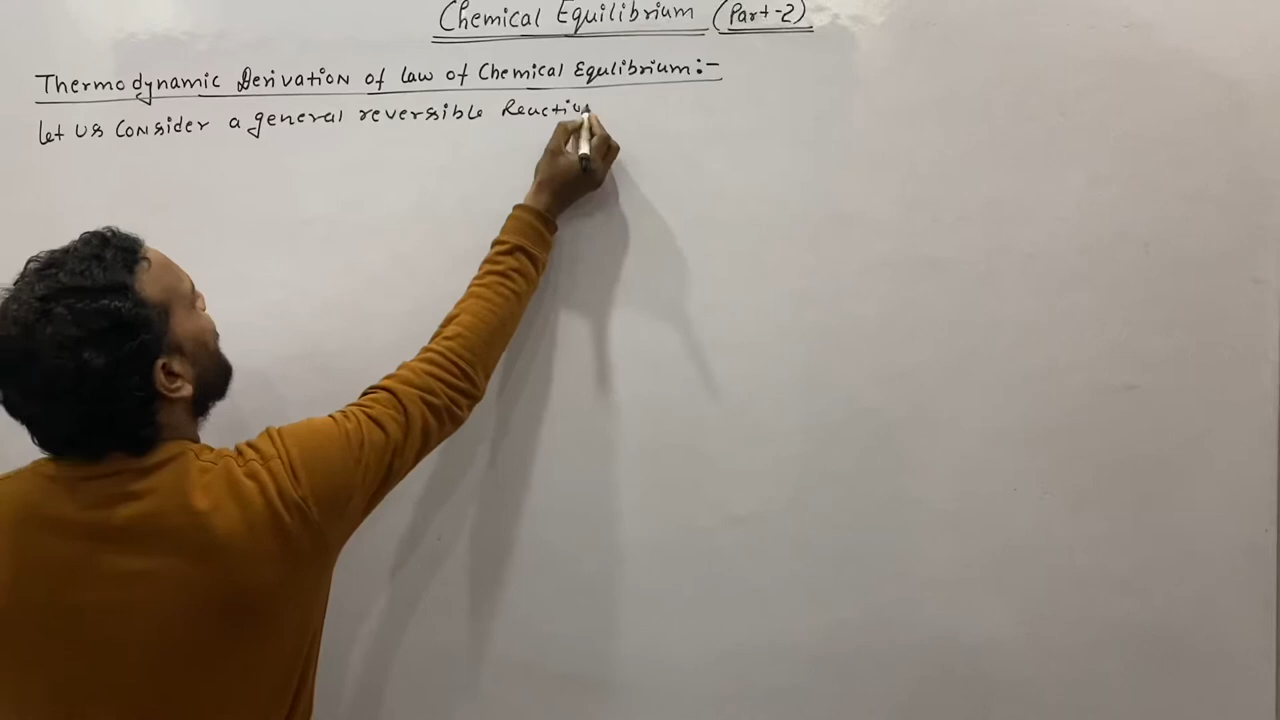 Chemical Equilibrium (Part-2)
Thermodynamic Derivation of law of Chemical Equlibrium:-
let us Consider a general reversible